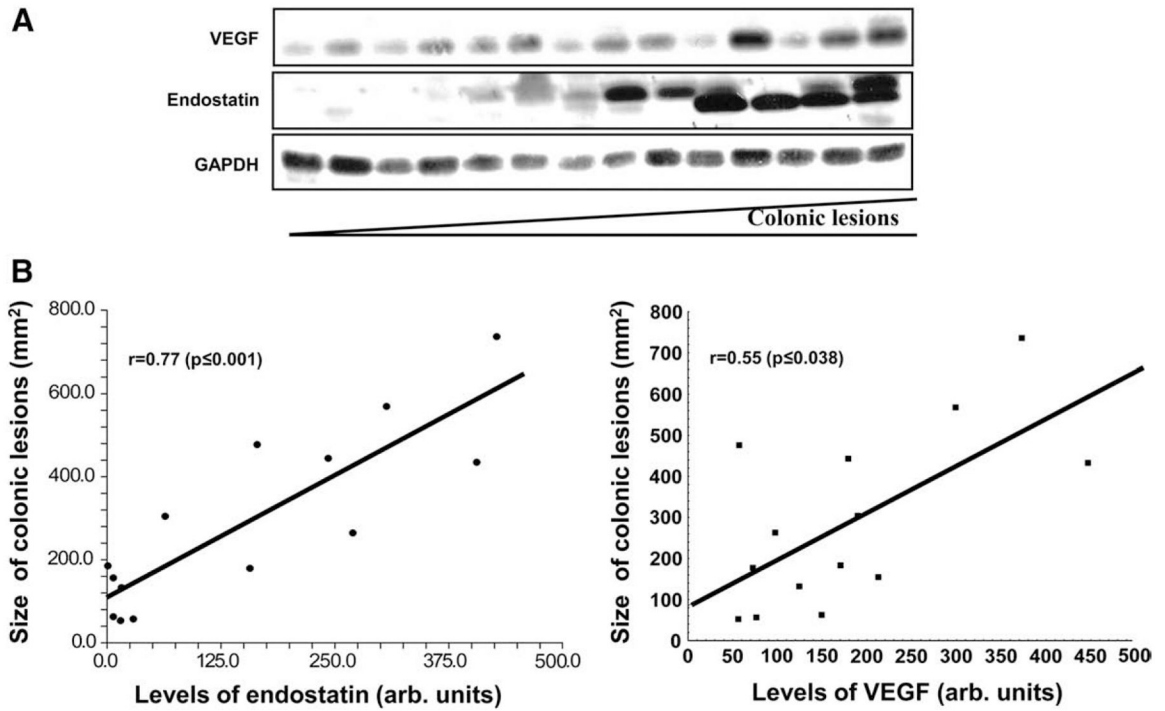 A
VEGF
Endostatin
GAPDH
Colonic lesions
B
Size of colonic lesions (mm²)
800.0
600.0
400.0
200.0
0.0
r=0.77 (p≤0.001)
0.0 125.0 250.0 375.0 500.0
Levels of endostatin (arb. units)
Size of colonic lesions (mm²)
800
700
600
500
400
300
200
100
0
r=0.55 (p≤0.038)
0 50 100 150 200 250 300 350 400 450 500
Levels of VEGF (arb. units)